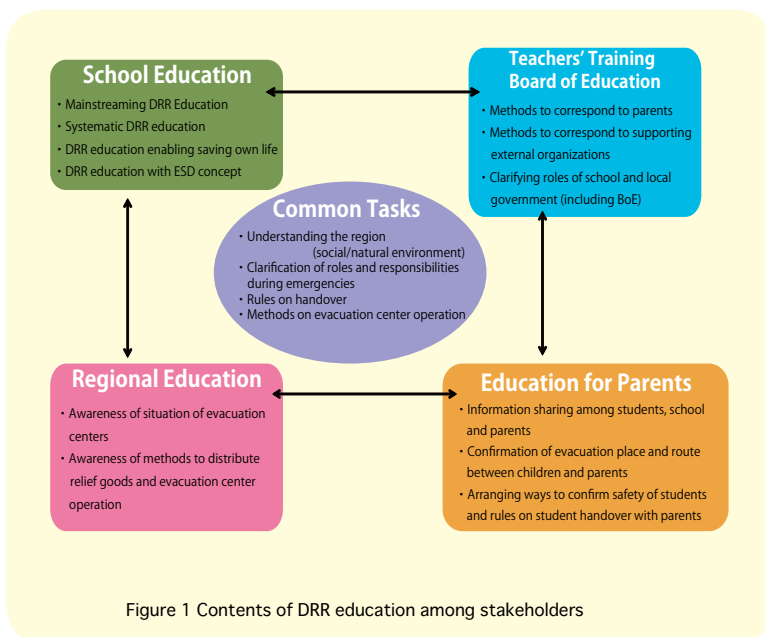 School Education
・Mainstreaming DRR Education
・Systematic DRR education
・DRR education enabling saving own life
・DRR education with ESD concept
Teachers’ Training
Board of Education
・Methods to correspond to parents
・Methods to correspond to supporting
external organizations
・Clarifying roles of school and local
government (including BoE)
Common Tasks
・Understanding the region
(social/natural environment)
・Clarification of roles and responsibilities
during emergencies
・Rules on handover
・Methods on evacuation center operation
Regional Education
・Awareness of situation of evacuation
centers
・Awareness of methods to distribute
relief goods and evacuation center
operation
Education for Parents
・Information sharing among students, school
and parents
・Confirmation of evacuation place and route
between children and parents
・Arranging ways to confirm safety of students
and rules on student handover with parents
Figure 1 Contents of DRR education among stakeholders